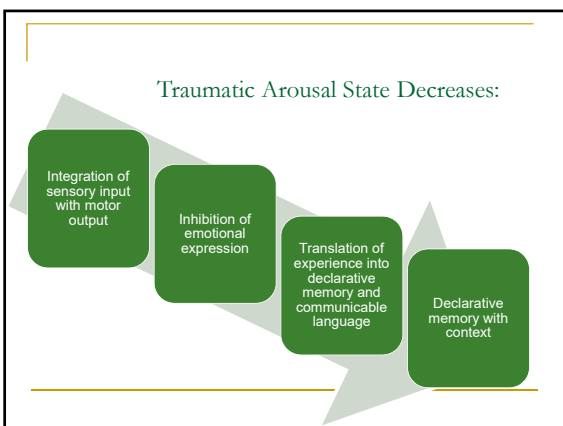 Traumatic Arousal State Decreases:
Integration of
sensory input
with motor
output
Inhibition of
emotional
expression
Translation of
experience into
declarative
memory and
communicable
language
Declarative
memory with
context